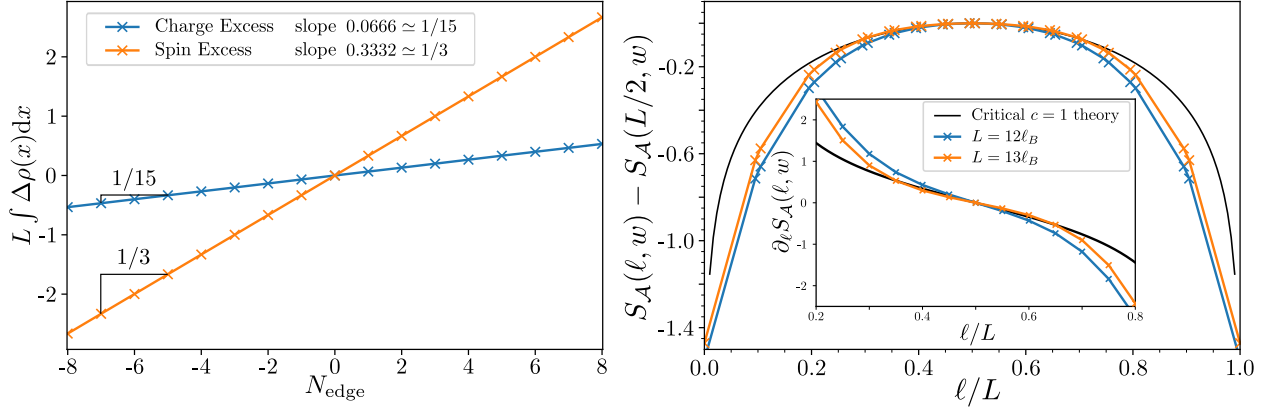 Charge Excess slope 0.0666 ≃ 1/15
Spin Excess slope 0.3332 ≃ 1/3
L ∫ Δρ(x)dx
2
1
0
-1
-2
1/15
1/3
-8 -6 -4 -2 0 2 4 6 8
N_edge
S_𝒜(ℓ, w) − S_𝒜(L/2, w)
-0.2
-0.6
-1.0
-1.4
0.0 0.2 0.4 0.6 0.8 1.0
ℓ/L
Critical c = 1 theory
L = 12ℓ_B
L = 13ℓ_B
∂_ℓ S_𝒜(ℓ, w)
2
1
0
-1
-2
0.2 0.4 0.6 0.8
ℓ/L